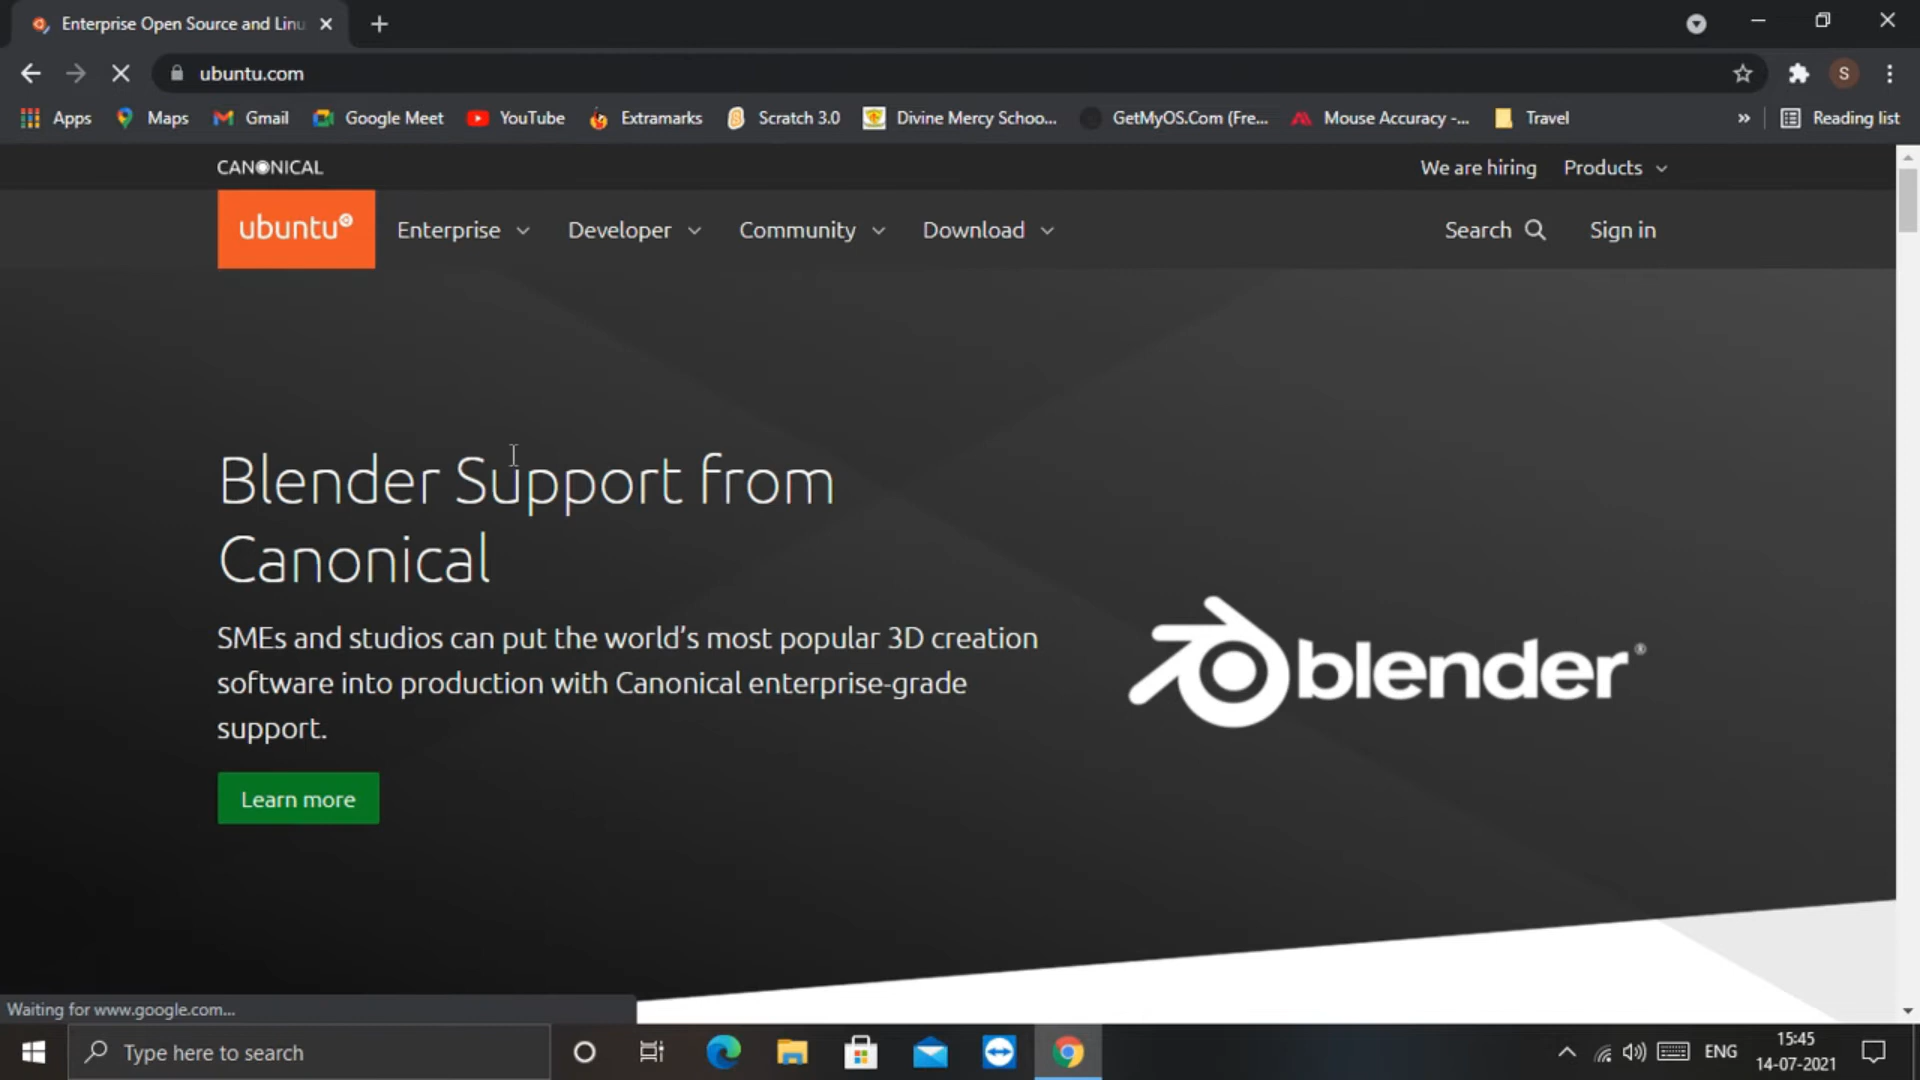 Enterprise Open Source and Linu
ubuntu.com
S
Apps Maps Gmail Google Meet YouTube Extramarks Scratch 3.0 Divine Mercy Schoo... GetMyOS.Com (Fre... Mouse Accuracy -... Travel » Reading list
CANONICAL We are hiring Products
ubuntu Enterprise Developer Community Download Search Sign in
Blender Support from
Canonical
SMEs and studios can put the world’s most popular 3D creation
software into production with Canonical enterprise-grade
support.
blender®
Learn more
Waiting for www.google.com...
Type here to search
ENG
15:45
14-07-2021